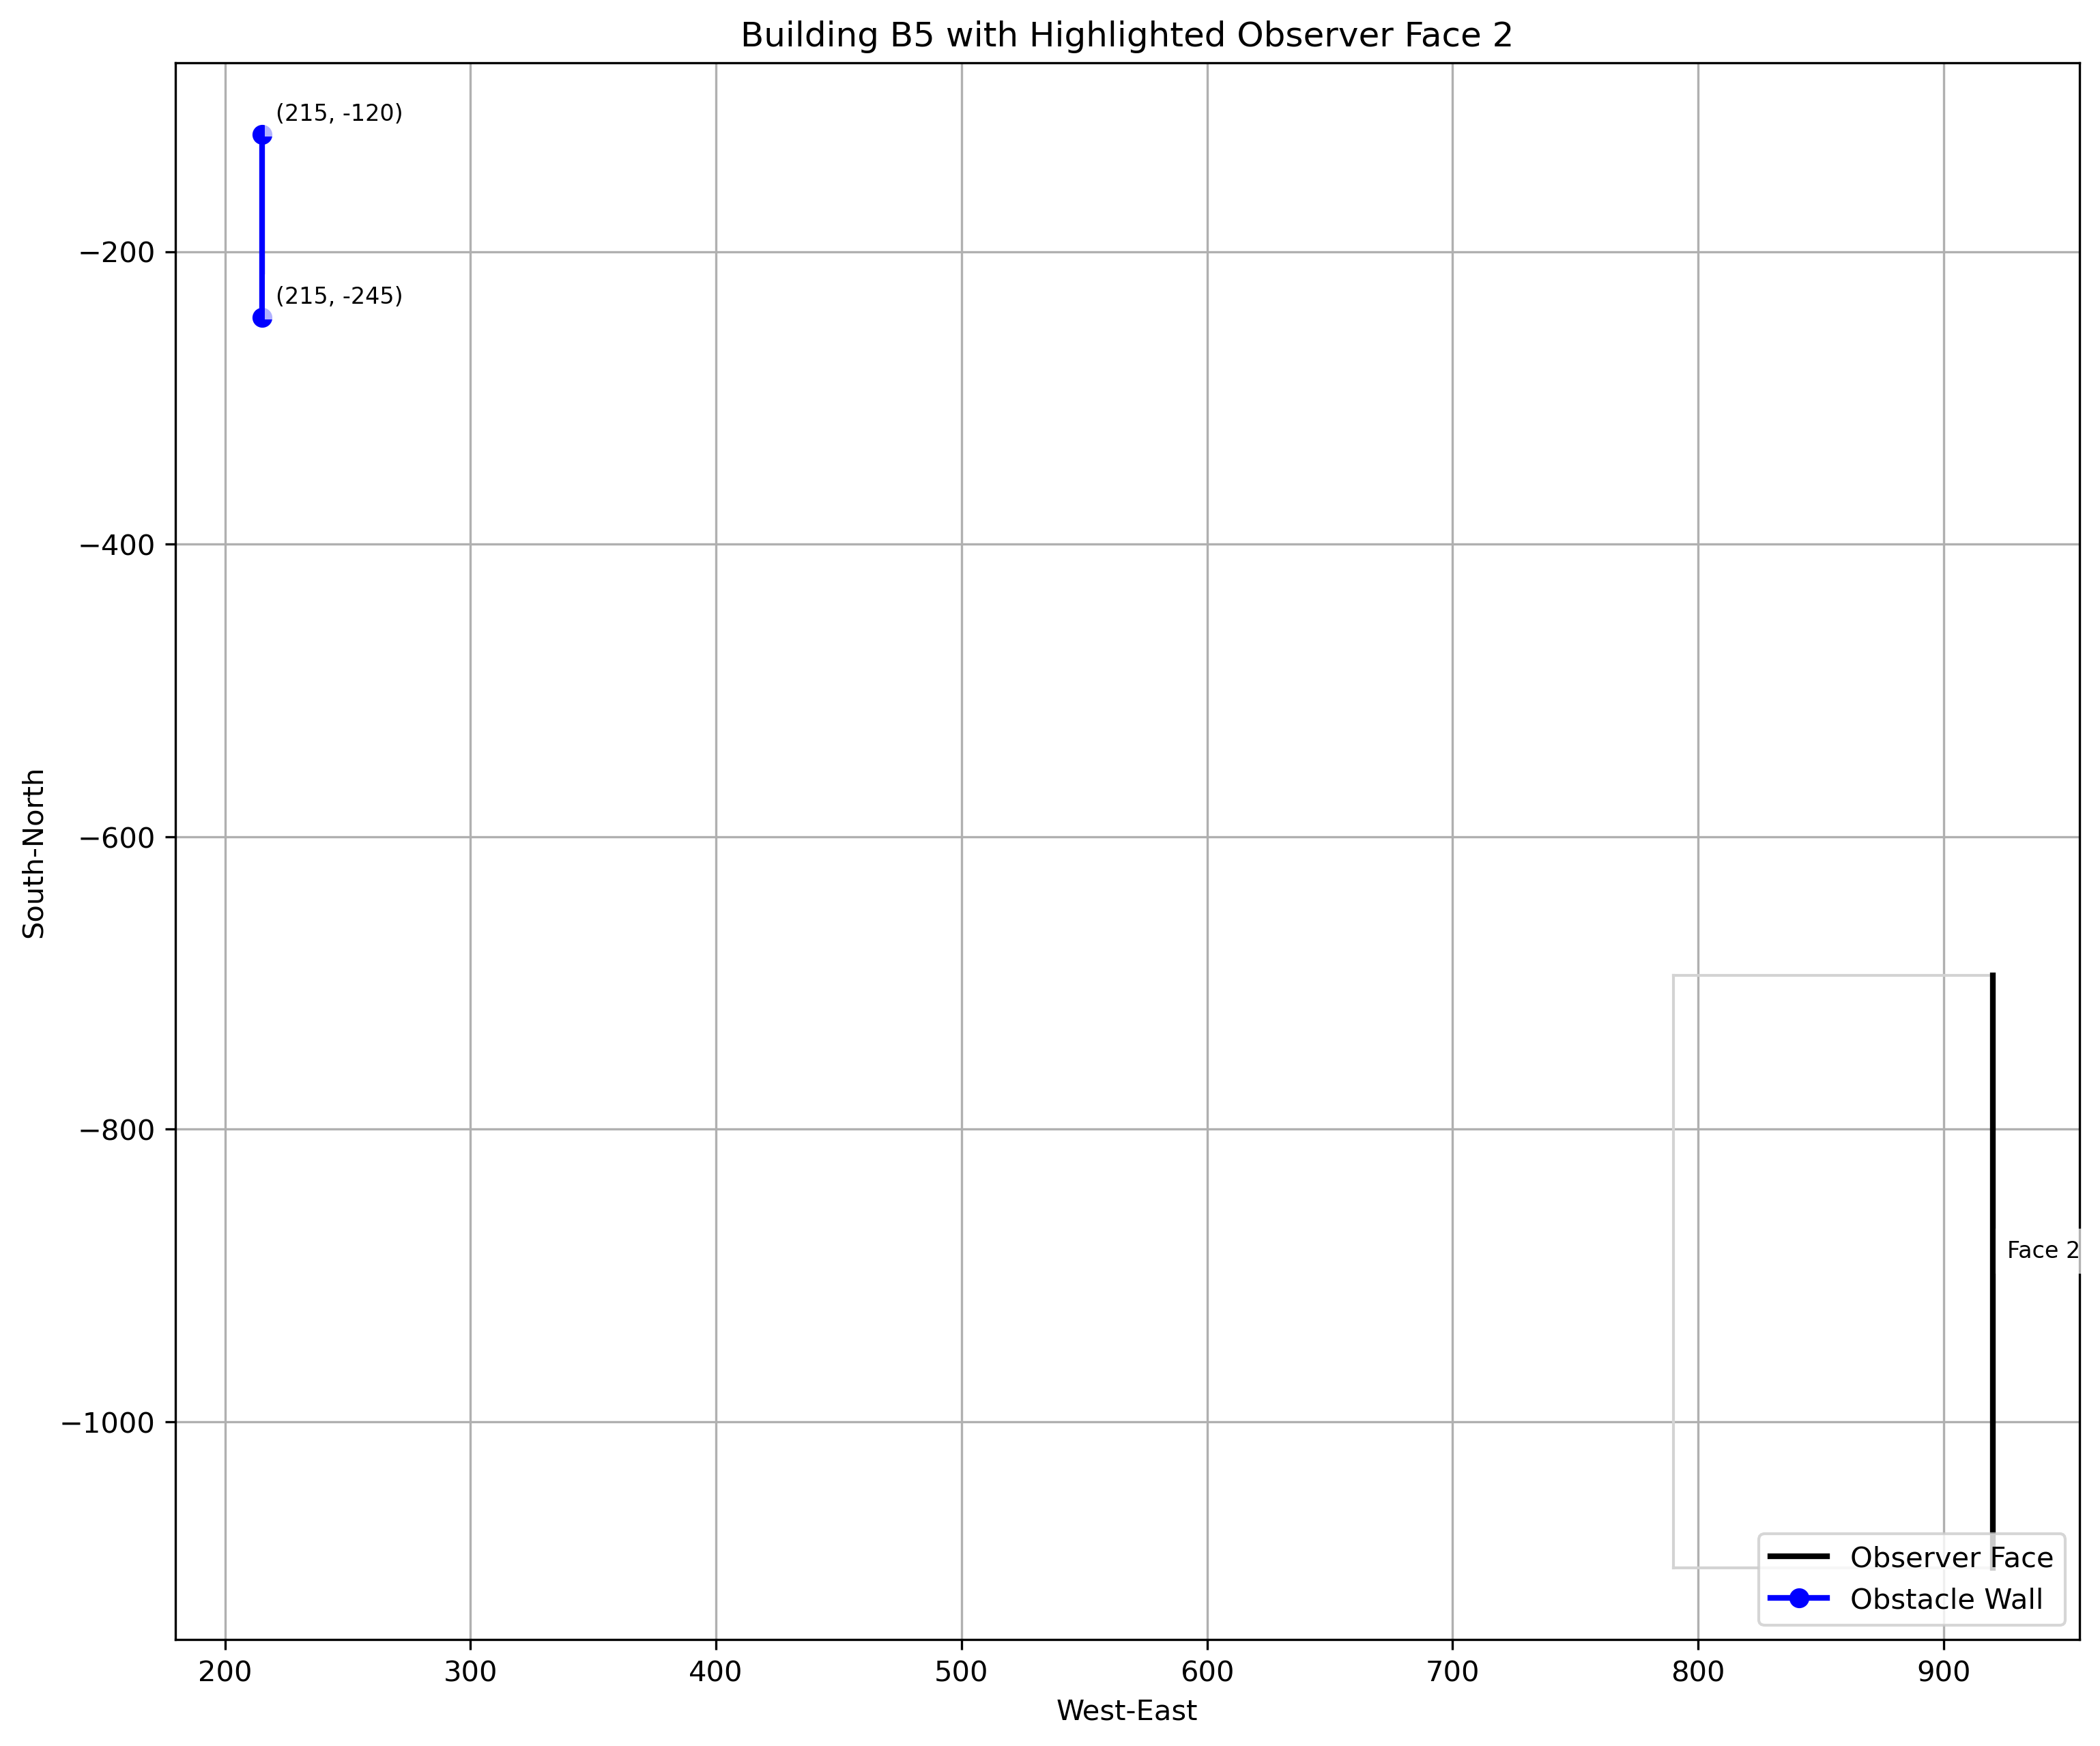 Building B5 with Highlighted Observer Face 2
(215, -120)
−200
(215, -245)
−400
−600
South-North
−800
Face 2
−1000
Observer Face
Obstacle Wall
200 300 400 500 600 700 800 900
West-East